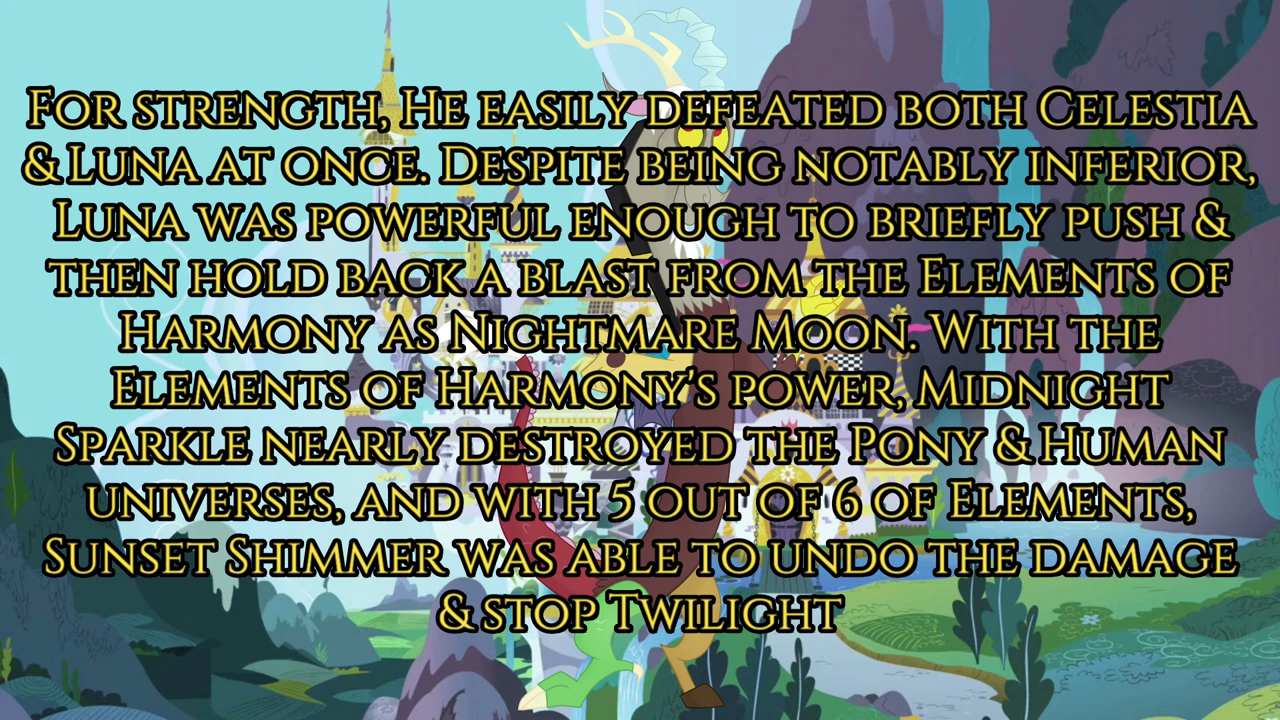 For strength, He easily defeated both Celestia
& Luna at once. Despite being notably inferior,
Luna was powerful enough to briefly push &
then hold back a blast from the Elements of
Harmony as Nightmare Moon. With the
Elements of Harmony's power, Midnight
Sparkle nearly destroyed the Pony & Human
universes, and with 5 out of 6 of Elements,
Sunset Shimmer was able to undo the damage
& stop Twilight